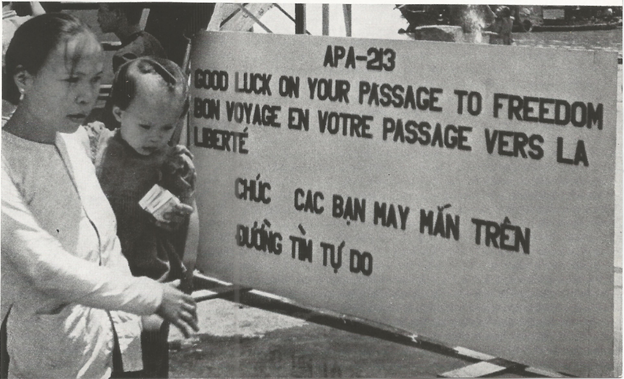 APA-213
GOOD LUCK ON YOUR PASSAGE TO FREEDOM
BON VOYAGE EN VOTRE PASSAGE VERS LA
LIBERTÉ
CHÚC CAC BẠN MAY MẮN TRÊN
ĐƯỜNG TÌM TỰ DO